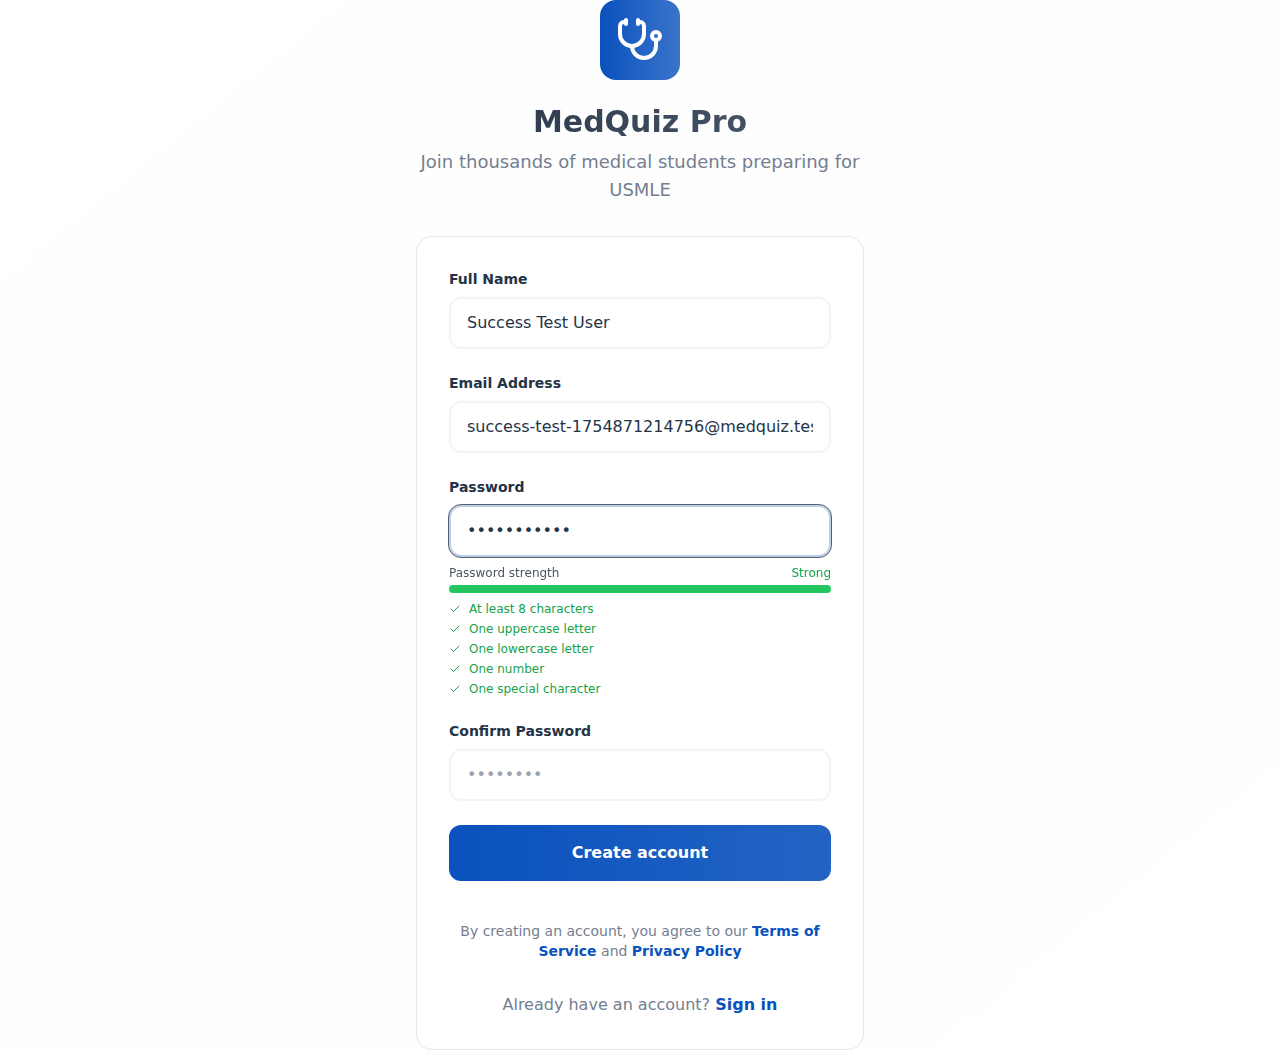 MedQuiz Pro
Join thousands of medical students preparing for
USMLE
Full Name
Success Test User
Email Address
success-test-1754871214756@medquiz.tes
Password
•••••••••••
Password strength Strong
At least 8 characters
One uppercase letter
One lowercase letter
One number
One special character
Confirm Password
••••••••
Create account
By creating an account, you agree to our Terms of
Service and Privacy Policy
Already have an account? Sign in